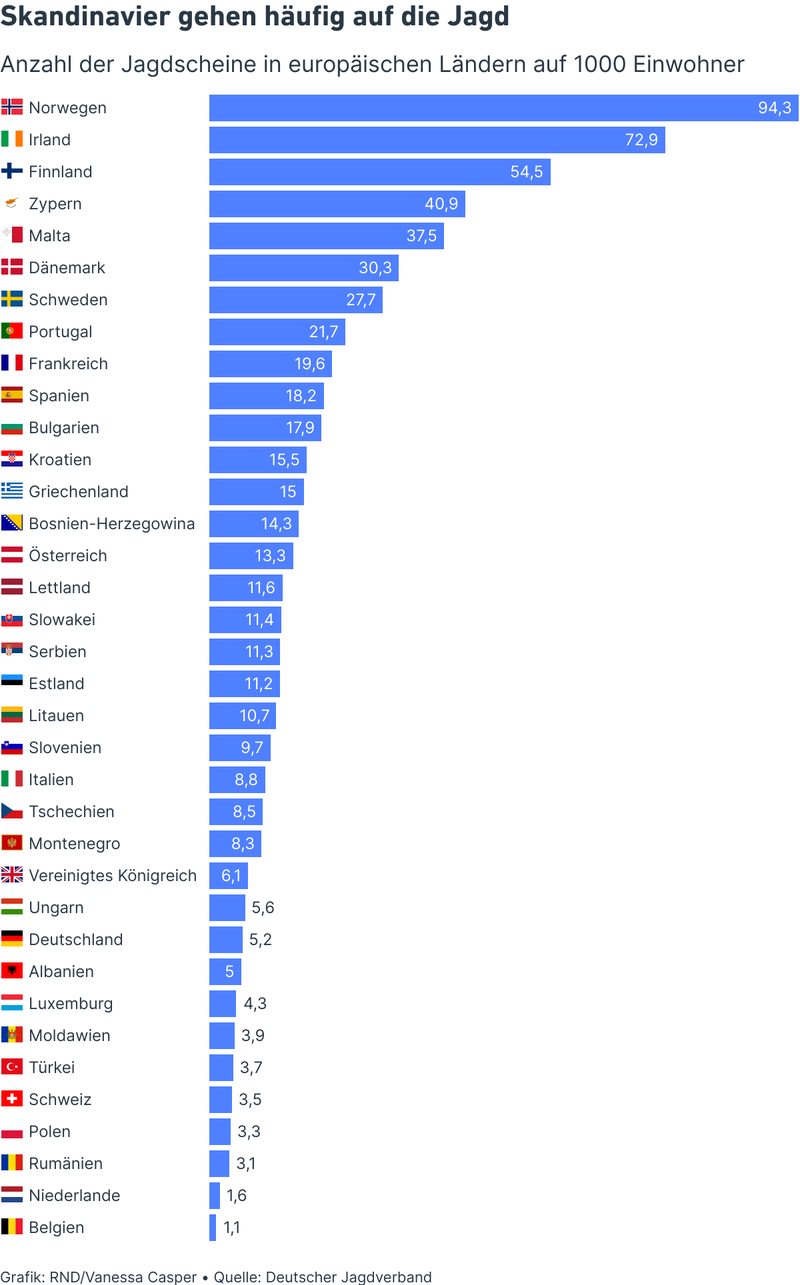 Skandinavier gehen häufig auf die Jagd
Anzahl der Jagdscheine in europäischen Ländern auf 1000 Einwohner
Norwegen 94,3
Irland 72,9
Finnland 54,5
Zypern 40,9
Malta 37,5
Dänemark 30,3
Schweden 27,7
Portugal 21,7
Frankreich 19,6
Spanien 18,2
Bulgarien 17,9
Kroatien 15,5
Griechenland 15
Bosnien-Herzegowina 14,3
Österreich 13,3
Lettland 11,6
Slowakei 11,4
Serbien 11,3
Estland 11,2
Litauen 10,7
Slovenien 9,7
Italien 8,8
Tschechien 8,5
Montenegro 8,3
Vereinigtes Königreich 6,1
Ungarn 5,6
Deutschland 5,2
Albanien 5
Luxemburg 4,3
Moldawien 3,9
Türkei 3,7
Schweiz 3,5
Polen 3,3
Rumänien 3,1
Niederlande 1,6
Belgien 1,1
Grafik: RND/Vanessa Casper • Quelle: Deutscher Jagdverband